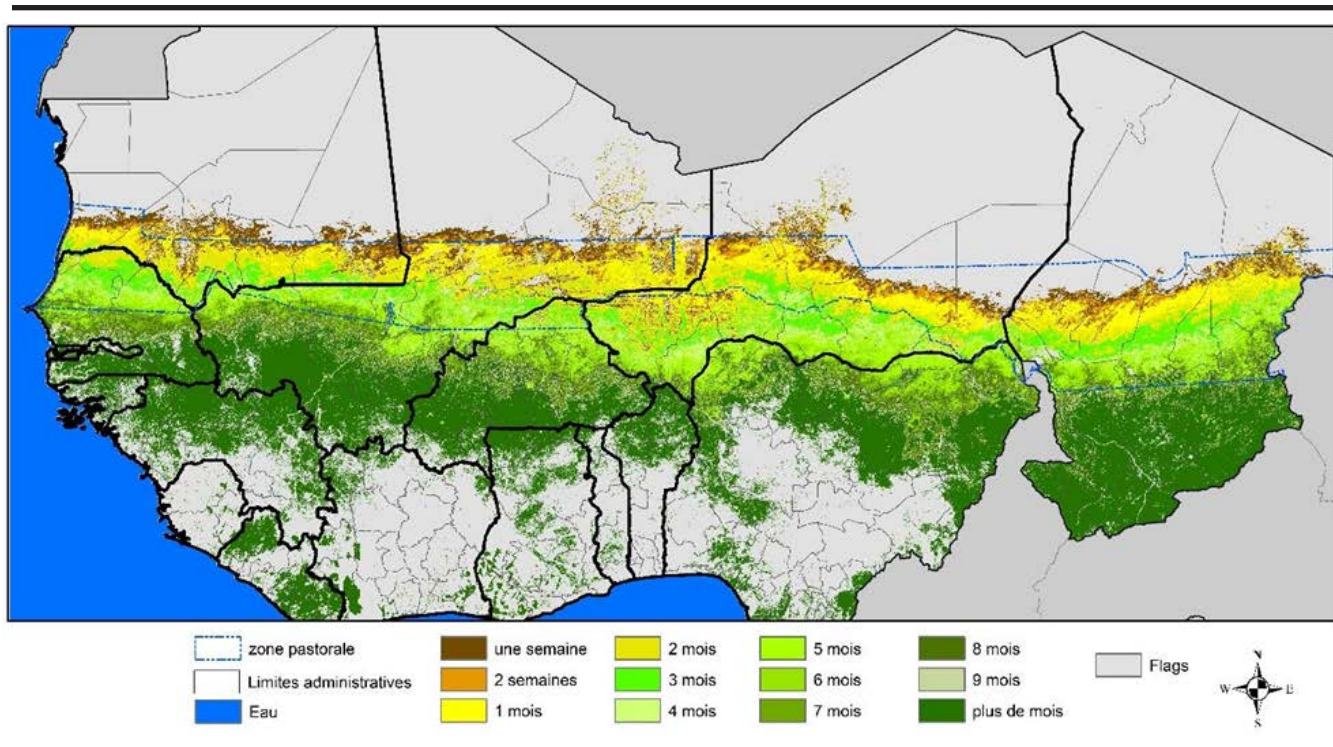 zone pastorale
Limites administratives
Eau
une semaine
2 semaines
1 mois
2 mois
3 mois
4 mois
5 mois
6 mois
7 mois
8 mois
9 mois
plus de mois
Flags
N
W
E
S